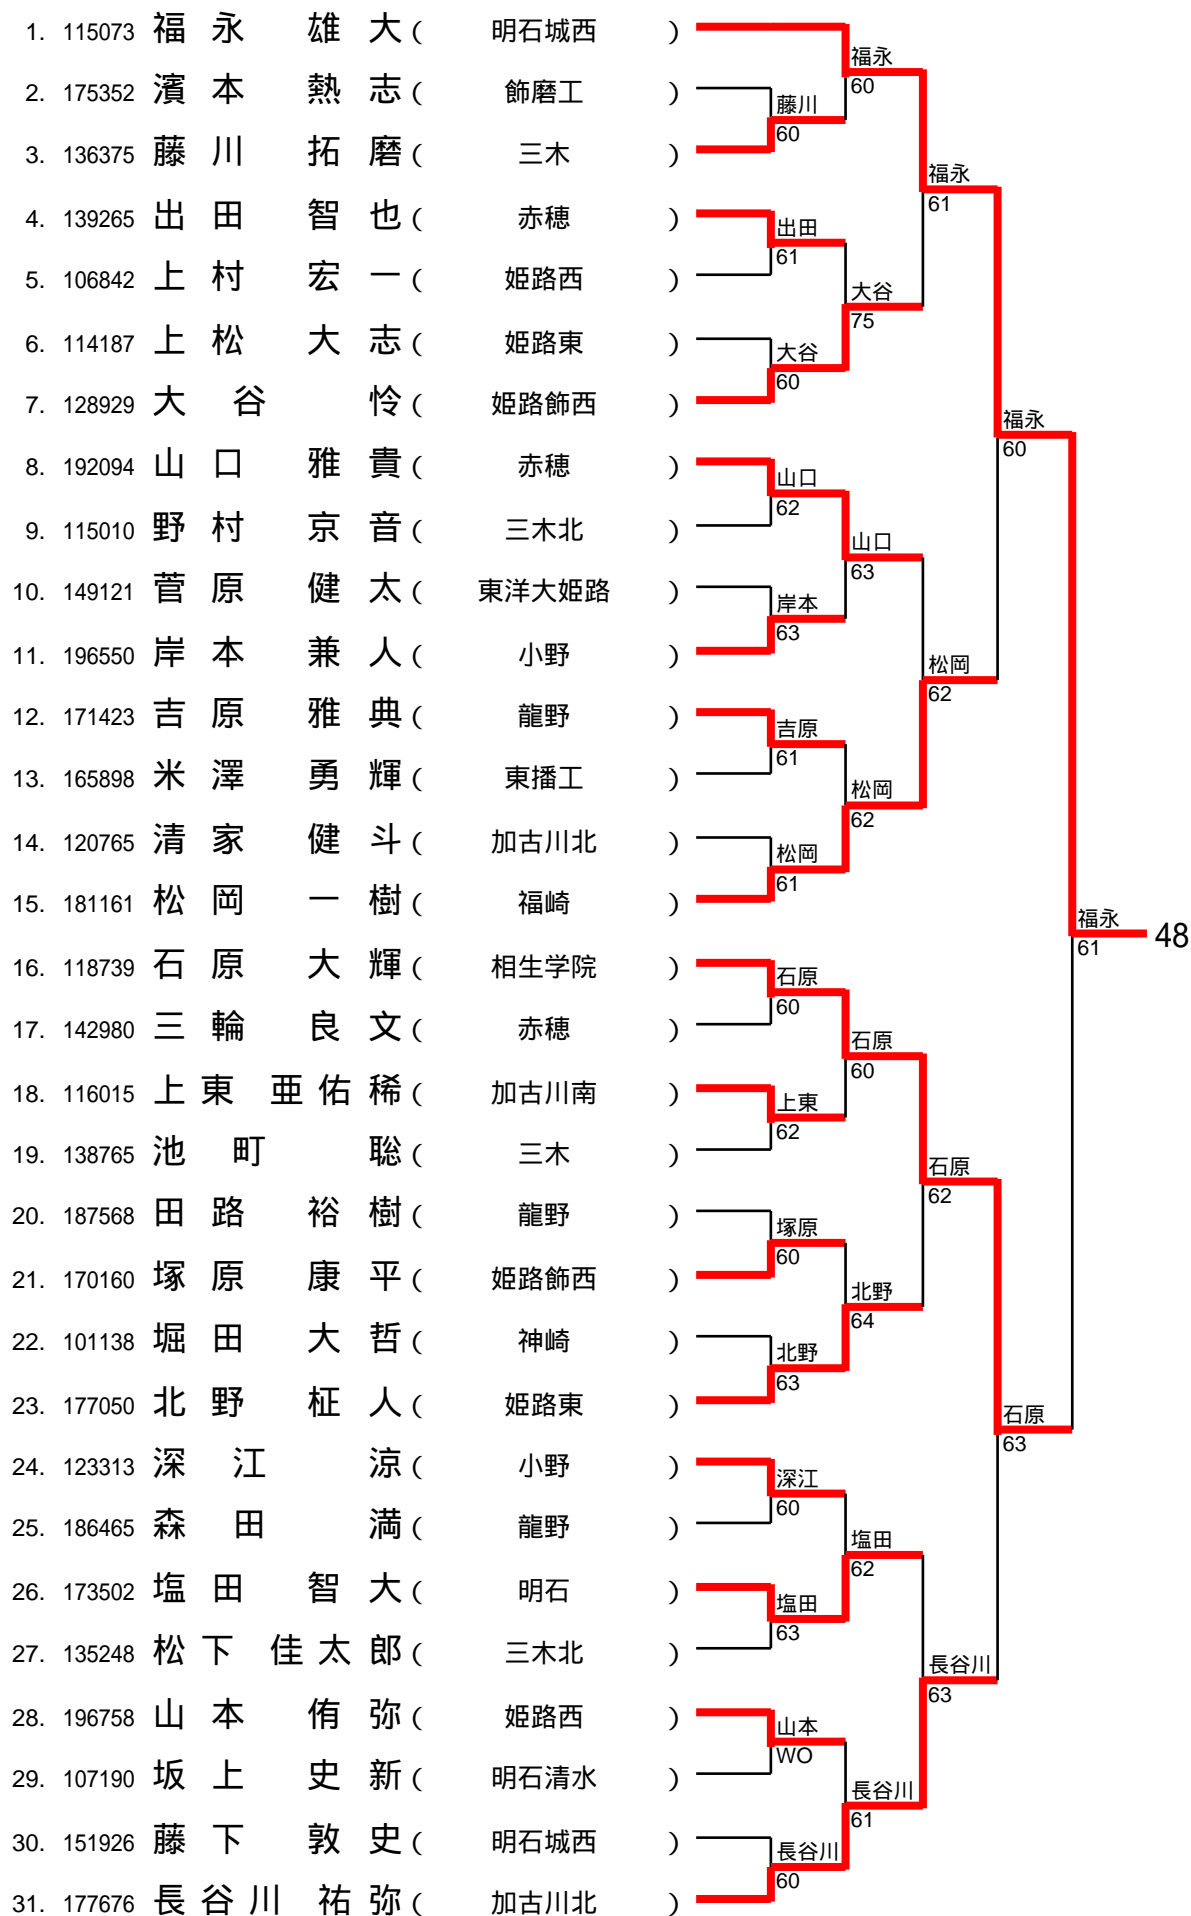 1. 115073 福永 雄大 ( 明石城西 )
2. 175352 濱本 熱志 ( 飾磨工 )
3. 136375 藤川 拓磨 ( 三木 )
4. 139265 出田 智也 ( 赤穂 )
5. 106842 上村 宏一 ( 姫路西 )
6. 114187 上松 大志 ( 姫路東 )
7. 128929 大谷 怜 ( 姫路飾西 )
8. 192094 山口 雅貴 ( 赤穂 )
9. 115010 野村 京音 ( 三木北 )
10. 149121 菅原 健太 ( 東洋大姫路 )
11. 196550 岸本 兼人 ( 小野 )
12. 171423 吉原 雅典 ( 龍野 )
13. 165898 米澤 勇輝 ( 東播工 )
14. 120765 清家 健斗 ( 加古川北 )
15. 181161 松岡 一樹 ( 福崎 )
16. 118739 石原 大輝 ( 相生学院 )
17. 142980 三輪 良文 ( 赤穂 )
18. 116015 上東 亜佑稀 ( 加古川南 )
19. 138765 池町 聡 ( 三木 )
20. 187568 田路 裕樹 ( 龍野 )
21. 170160 塚原 康平 ( 姫路飾西 )
22. 101138 堀田 大哲 ( 神崎 )
23. 177050 北野 柾人 ( 姫路東 )
24. 123313 深江 涼 ( 小野 )
25. 186465 森田 満 ( 龍野 )
26. 173502 塩田 智大 ( 明石 )
27. 135248 松下 佳太郎 ( 三木北 )
28. 196758 山本 侑弥 ( 姫路西 )
29. 107190 坂上 史新 ( 明石清水 )
30. 151926 藤下 敦史 ( 明石城西 )
31. 177676 長谷川 祐弥 ( 加古川北 )
藤川
60
出田
61
大谷
60
山口
62
岸本
63
吉原
61
松岡
61
石原
60
上東
62
塚原
60
北野
63
深江
60
塩田
63
山本
WO
長谷川
60
福永
60
大谷
75
山口
63
松岡
62
石原
60
北野
64
塩田
62
長谷川
61
福永
61
松岡
62
石原
62
長谷川
63
福永
60
石原
63
福永
61
48